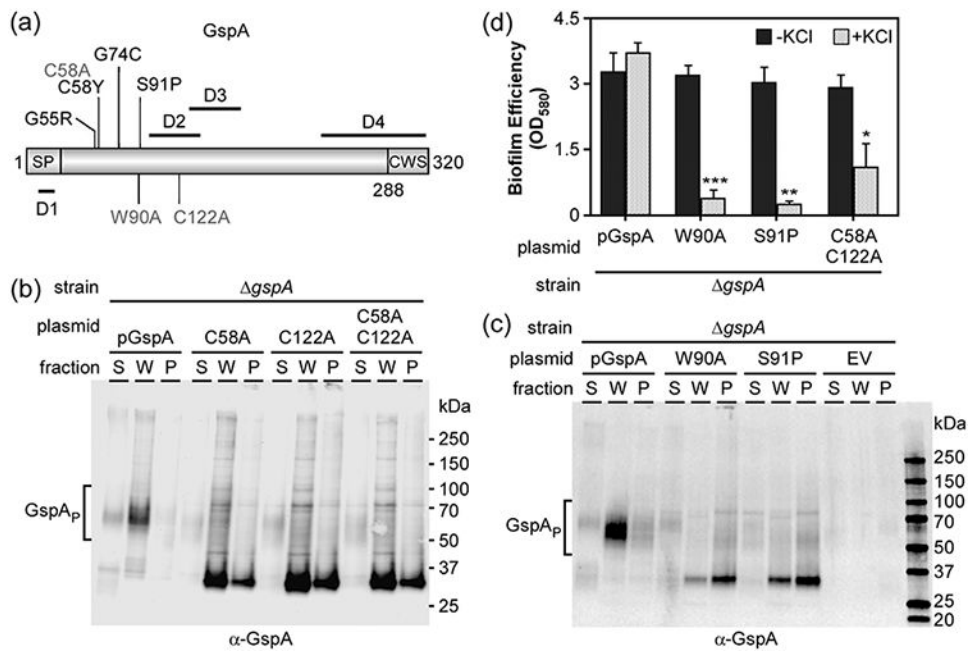 (a)
GspA
G74C
C58A
C58Y
S91P
G55R
D3
D2
D4
1 SP CWS 320
D1
288
W90A
C122A
(d)
-KCl +KCl
Biofilm Efficiency
(OD580)
3.0
1.5
0
***
**
*
pGspA W90A S91P C58A
C122A
plasmid
strain ΔgspA
(b)
strain ΔgspA
plasmid pGspA C58A C122A C58A
C122A
fraction S W P S W P S W P S W P
kDa
250
150
100
70
50
37
25
GspAP
α-GspA
(c)
strain ΔgspA
plasmid pGspA W90A S91P EV
fraction S W P S W P S W P S W P
kDa
250
150
100
70
50
37
25
20
GspAP
α-GspA